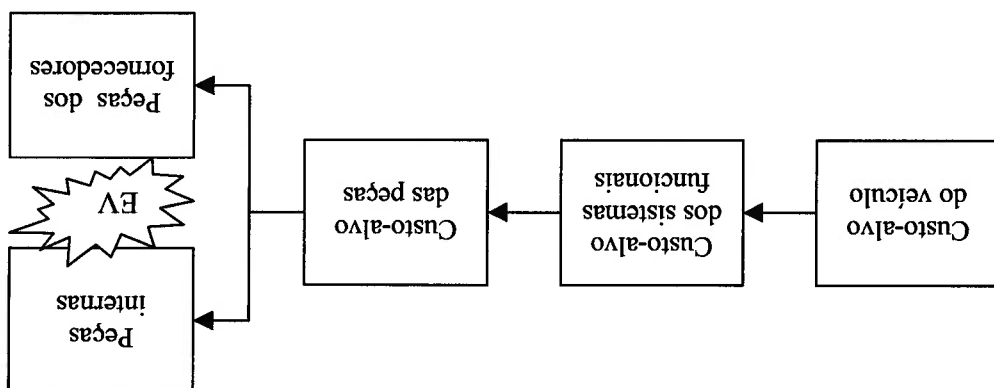 Custo-alvo
do veículo
Custo-alvo
dos sistemas
funcionais
Custo-alvo
das peças
Peças
internas
EV
Peças dos
fornecedores